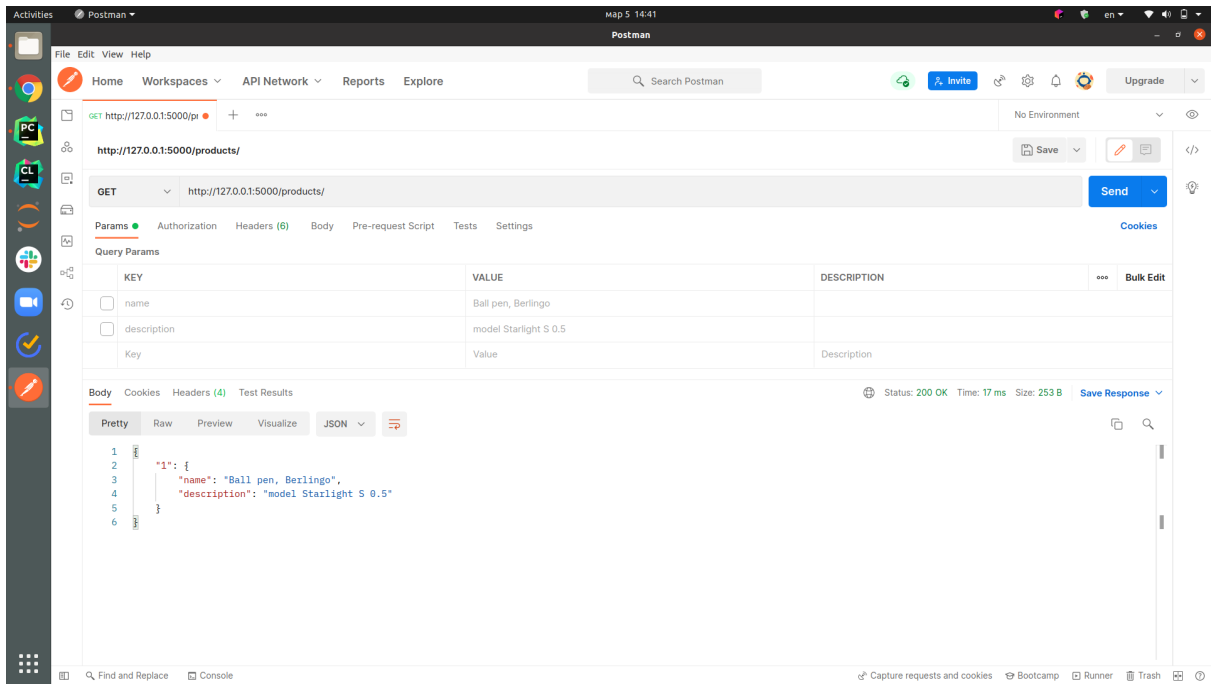 Activities Postman мар 5 14:41 en
Postman
File Edit View Help
Home Workspaces API Network Reports Explore Search Postman Invite Upgrade
GET http://127.0.0.1:5000/pr No Environment
http://127.0.0.1:5000/products/ Save
GET http://127.0.0.1:5000/products/ Send
Params Authorization Headers (6) Body Pre-request Script Tests Settings Cookies
Query Params
KEY VALUE DESCRIPTION Bulk Edit
name Ball pen, Berlingo
description model Starlight S 0.5
Key Value Description
Body Cookies Headers (4) Test Results Status: 200 OK Time: 17 ms Size: 253 B Save Response
Pretty Raw Preview Visualize JSON
1 {
2 "1": {
3 "name": "Ball pen, Berlingo",
4 "description": "model Starlight S 0.5"
5 }
6 }
PC
CL
Find and Replace Console Capture requests and cookies Bootcamp Runner Trash